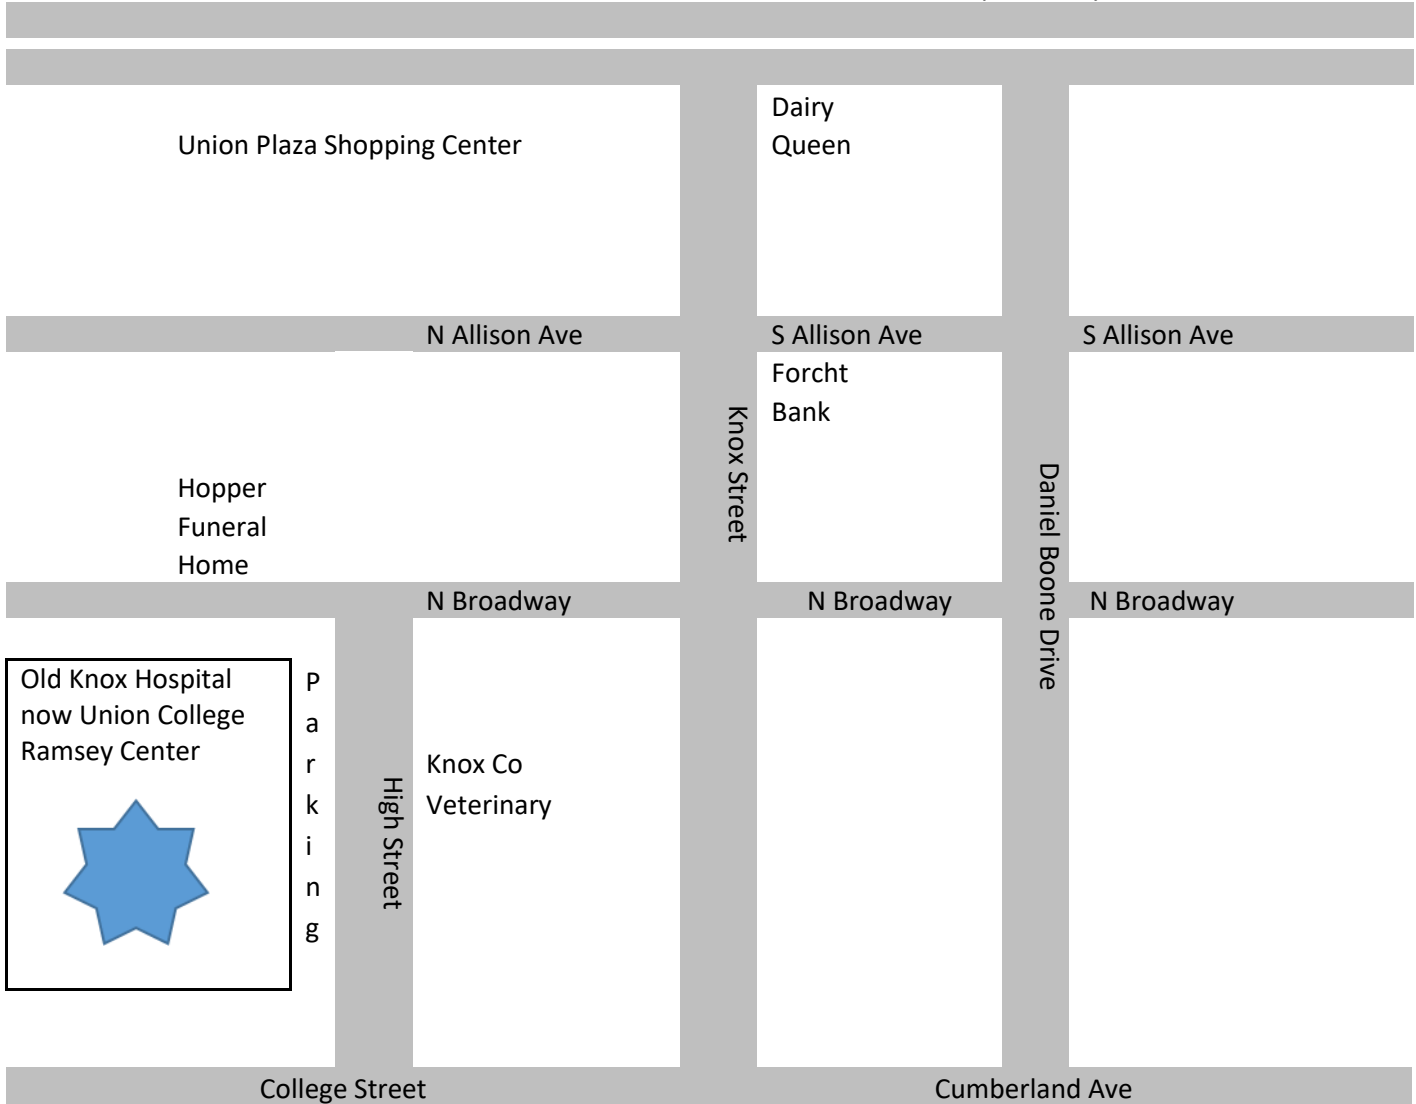 Dairy
Queen
Union Plaza Shopping Center
N Allison Ave
S Allison Ave
S Allison Ave
Forcht
Bank
Knox Street
Daniel Boone Drive
Hopper
Funeral
Home
N Broadway
N Broadway
N Broadway
Old Knox Hospital
now Union College
Ramsey Center
Parking
High Street
Knox Co
Veterinary
College Street
Cumberland Ave